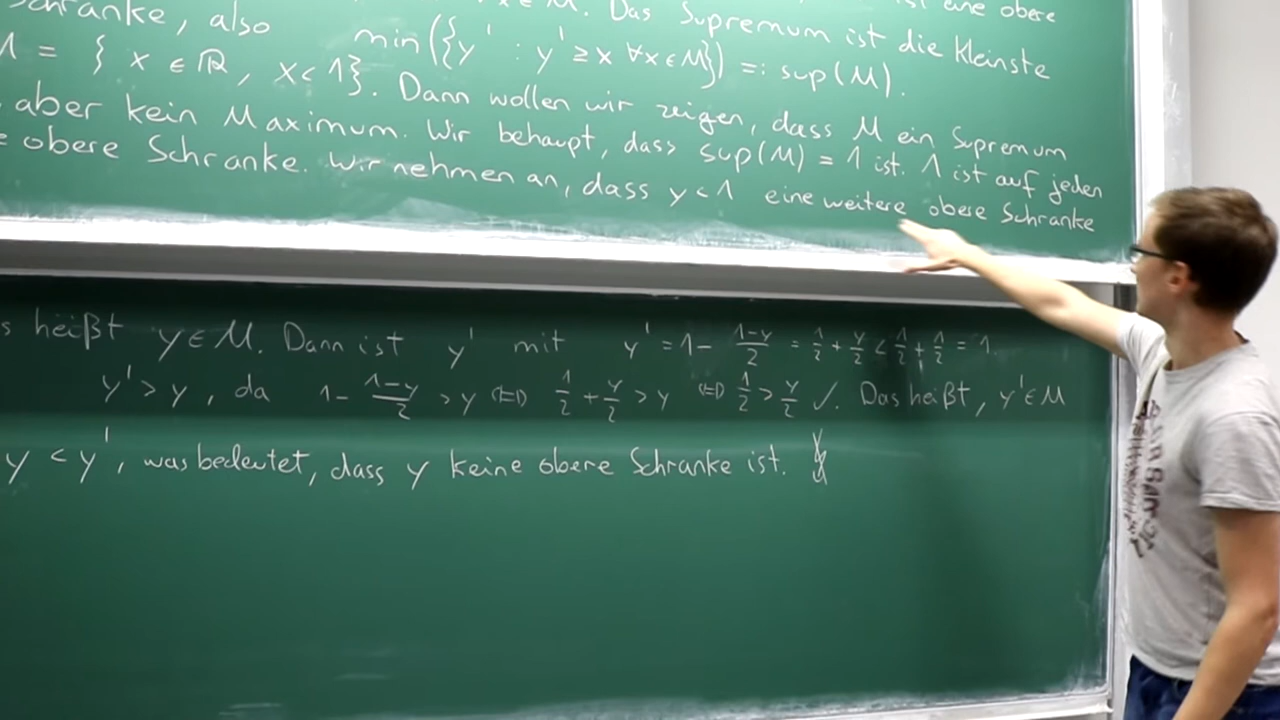 x ∈ M. Das Supremum ist eine obere
Schranke, also min({y' : y' ≥ x ∀x∈M}) =: sup(M). ist die Kleinste
M = { x ∈ ℝ, x < 1}. Dann wollen wir zeigen, dass M ein Supremum
aber kein Maximum. Wir behaupt, dass sup(M) = 1 ist. 1 ist auf jeden
obere Schranke. Wir nehmen an, dass y < 1 eine weitere obere Schranke
s heißt y ∈ M. Dann ist y' mit y' = 1 - (1-y)/2 = 1/2 + y/2 < 1/2 + 1/2 = 1.
y' > y, da 1 - (1-y)/2 > y ⇔ 1/2 + y/2 > y ⇔ 1/2 > y/2 ✓. Das heißt, y' ∈ M
y < y', was bedeutet, dass y keine obere Schranke ist.